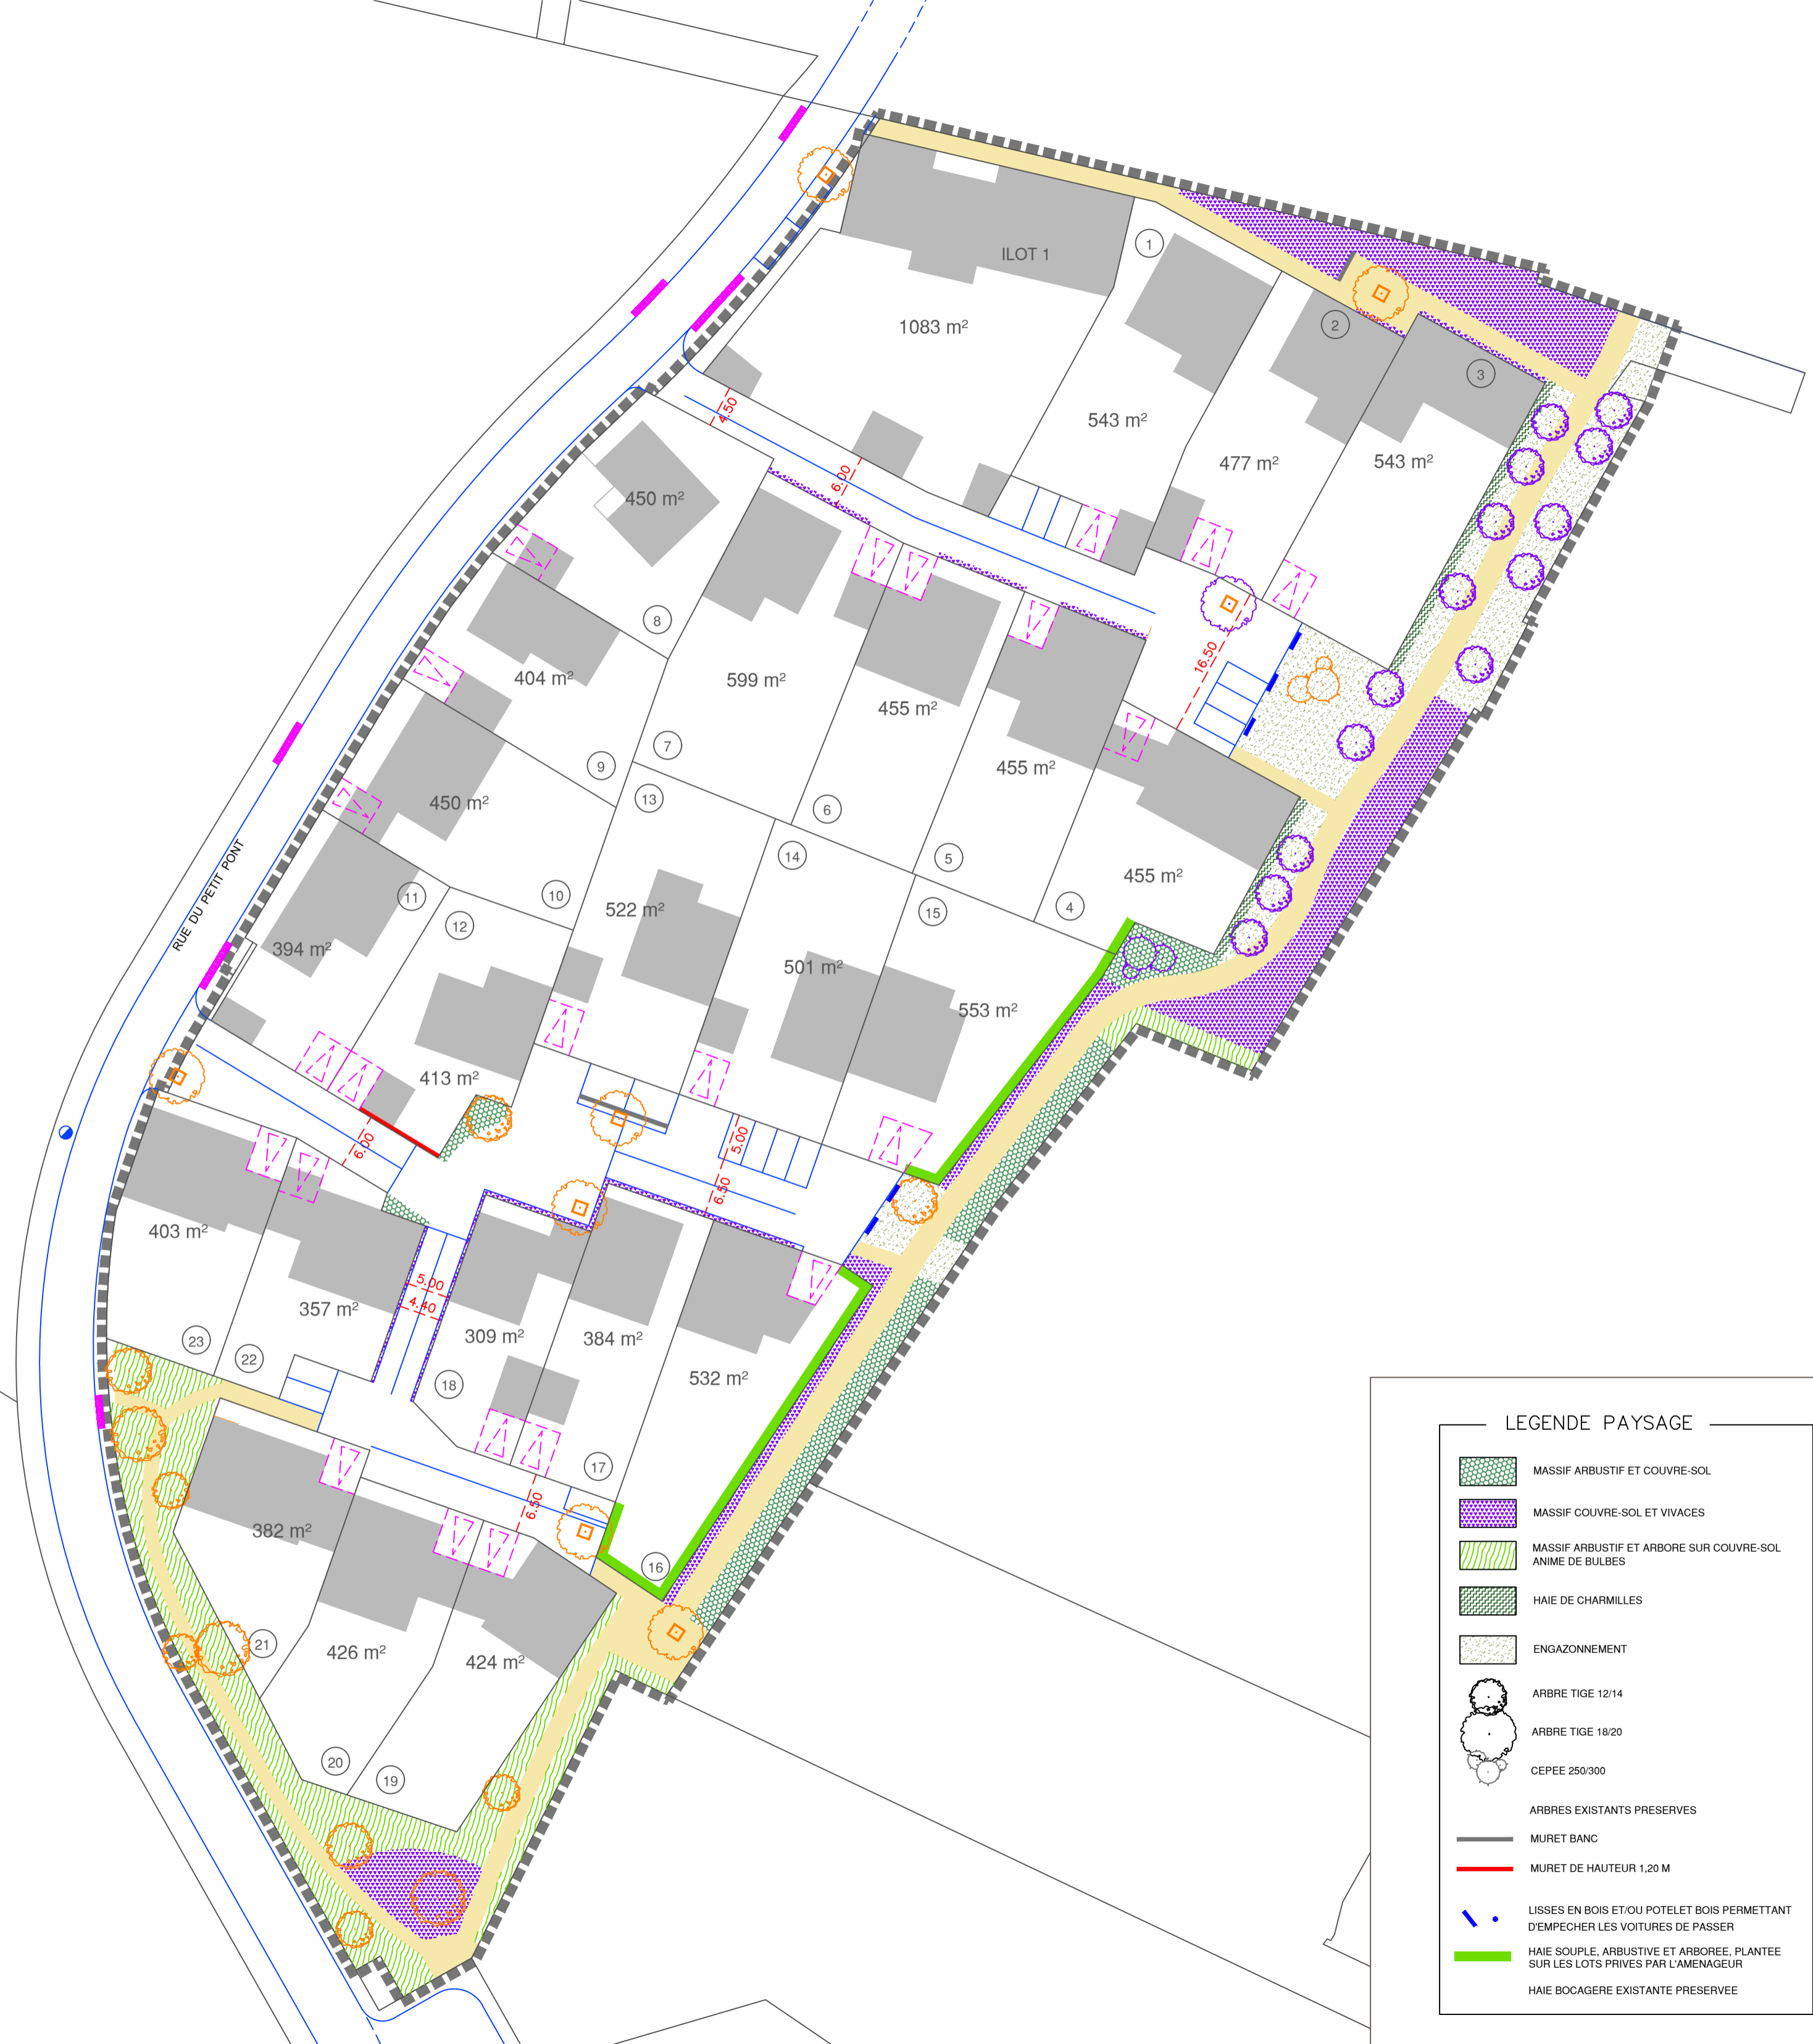 ILOT 1
1
1083 m²
2
3
4.50
543 m²
477 m²
543 m²
6.00
450 m²
8
404 m²
599 m²
16.50
455 m²
7
9
13
455 m²
450 m²
6
14
5
455 m²
11
10
12
4
522 m²
15
RUE DU PETIT PONT
394 m²
501 m²
553 m²
413 m²
6.00
5.00
6.50
403 m²
5.00
4.40
357 m²
309 m²
384 m²
23
22
18
532 m²
17
6.50
382 m²
16
21
426 m²
424 m²
20
19
LEGENDE PAYSAGE
MASSIF ARBUSTIF ET COUVRE-SOL
MASSIF COUVRE-SOL ET VIVACES
MASSIF ARBUSTIF ET ARBORE SUR COUVRE-SOL
ANIME DE BULBES
HAIE DE CHARMILLES
ENGAZONNEMENT
ARBRE TIGE 12/14
ARBRE TIGE 18/20
CEPEE 250/300
ARBRES EXISTANTS PRESERVES
MURET BANC
MURET DE HAUTEUR 1,20 M
LISSES EN BOIS ET/OU POTELET BOIS PERMETTANT
D'EMPECHER LES VOITURES DE PASSER
HAIE SOUPLE, ARBUSTIVE ET ARBOREE, PLANTEE
SUR LES LOTS PRIVES PAR L'AMENAGEUR
HAIE BOCAGERE EXISTANTE PRESERVEE